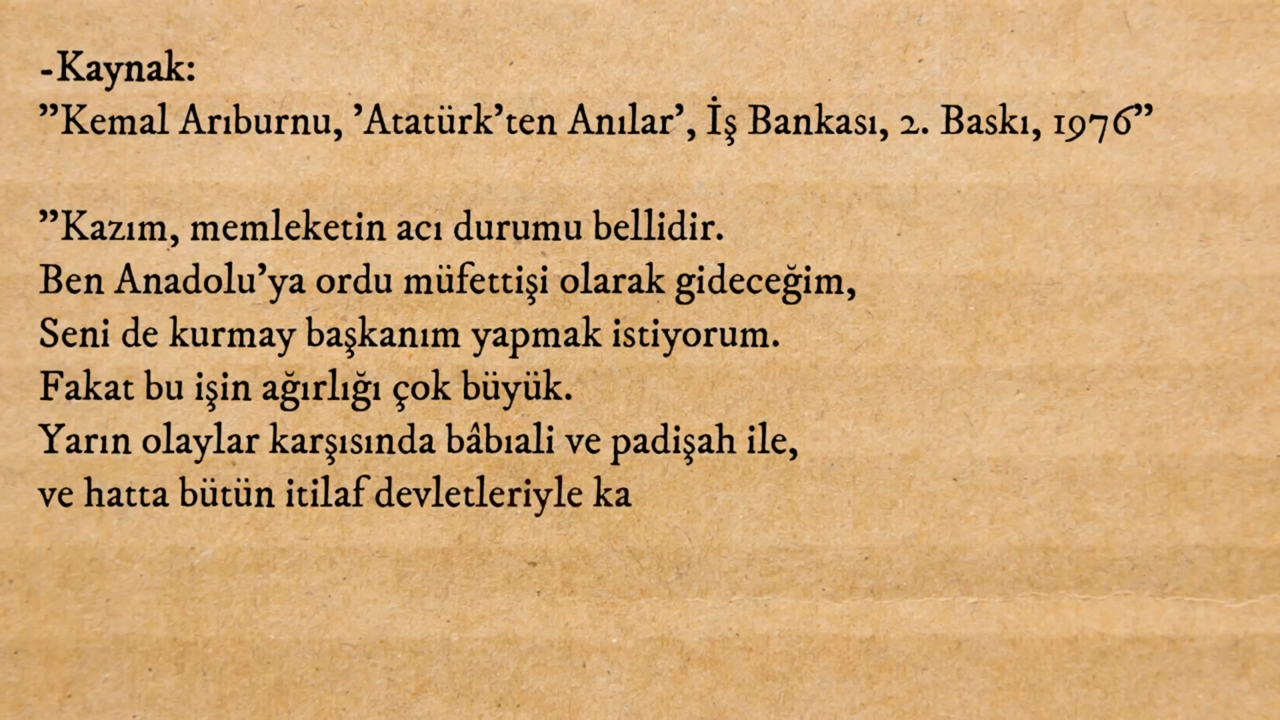 -Kaynak:
”Kemal Arıburnu, ’Atatürk’ten Anılar’, İş Bankası, 2. Baskı, 1976”
”Kazım, memleketin acı durumu bellidir.
Ben Anadolu’ya ordu müfettişi olarak gideceğim,
Seni de kurmay başkanım yapmak istiyorum.
Fakat bu işin ağırlığı çok büyük.
Yarın olaylar karşısında bâbıali ve padişah ile,
ve hatta bütün itilaf devletleriyle ka